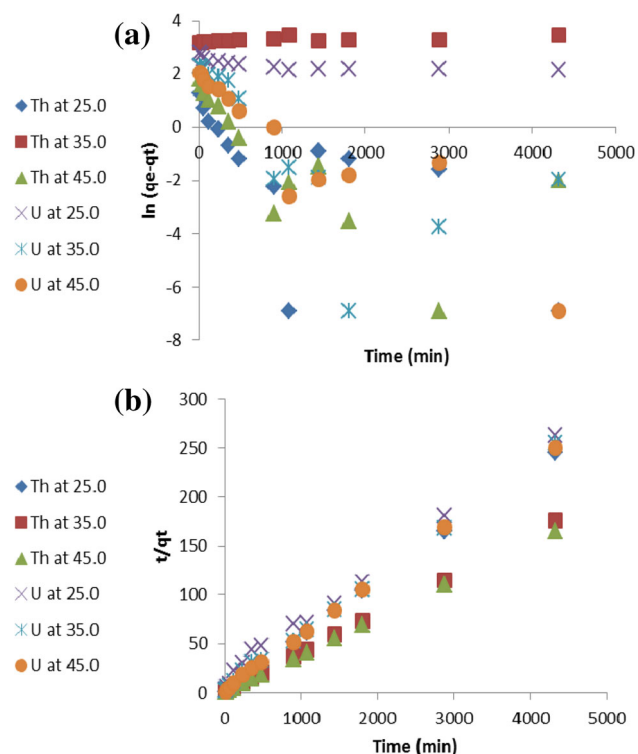 (a)
4
2
0
-2
-4
-6
-8
0 1000 2000 3000 4000 5000
ln (qe-qt)
Time (min)
Th at 25.0
Th at 35.0
Th at 45.0
U at 25.0
U at 35.0
U at 45.0
(b)
300
250
200
150
100
50
0
0 1000 2000 3000 4000 5000
t/qt
Time (min)
Th at 25.0
Th at 35.0
Th at 45.0
U at 25.0
U at 35.0
U at 45.0